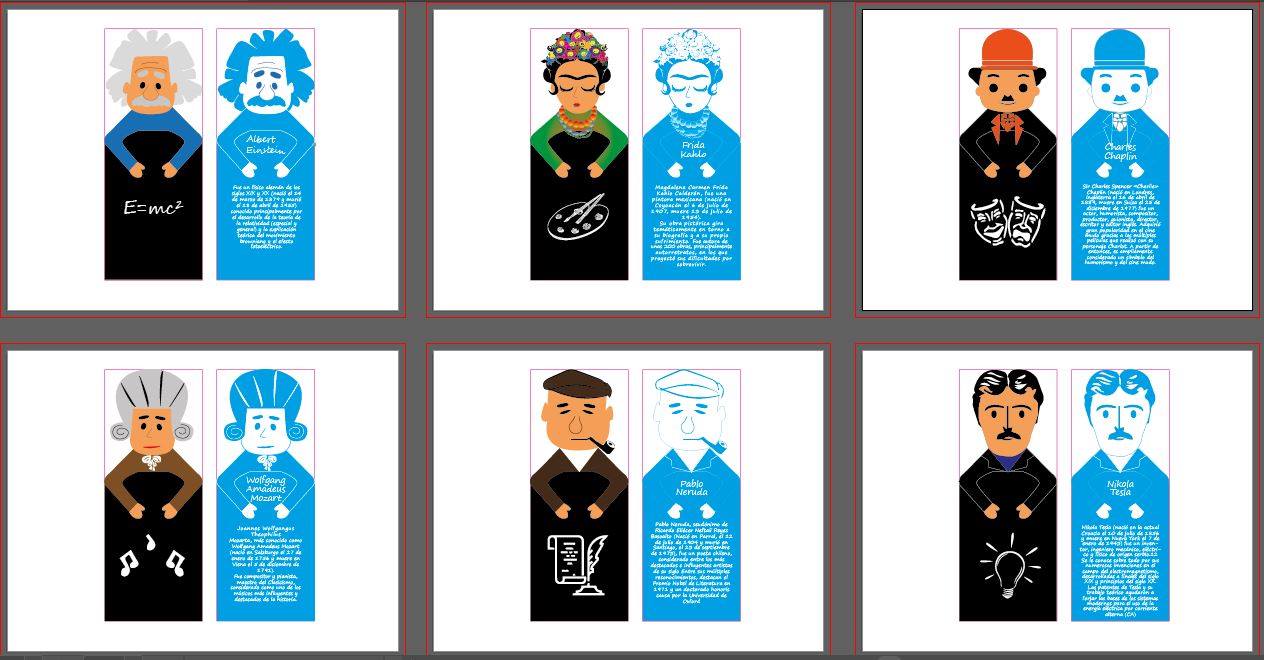 E=mc²
Albert
Einstein
Fue un físico alemán de los
siglos XIX y XX (nació el 14
de marzo de 1879 y murió
el 18 de abril de 1955)
conocido principalmente por
el desarrollo de la teoría de
la relatividad (especial y
general) y la explicación
teórica del movimiento
browniano y el efecto
fotoeléctrico.
Frida
Kahlo
Magdalena Carmen Frida
Kahlo Calderón, fue una
pintora mexicana (nació en
Coyoacán el 6 de julio de
1907, muere 13 de julio de
1954).
Su obra pictórica gira
temáticamente en torno a
su biografía y a su propio
sufrimiento. Fue autora de
unas 200 obras, principalmente
autorretratos, en los que
proyectó sus dificultades por
sobrevivir.
Charles
Chaplin
Sir Charles Spencer «Charlie»
Chaplin (nació en Londres,
Inglaterra el 16 de abril de
1889, muere en Suiza el 25 de
diciembre de 1977) fue un
actor, humorista, compositor,
productor, guionista, director,
escritor y editor inglés. Adquirió
gran popularidad en el cine
mudo gracias a las múltiples
películas que realizó con su
personaje Charlot. A partir de
entonces, es ampliamente
considerado un símbolo del
humorismo y del cine mudo.
Wolfgang
Amadeus
Mozart
Joannes Wolfgangus
Theophilus
Mozart, más conocido como
Wolfgang Amadeus Mozart
(nació en Salzburgo el 27 de
enero de 1756 y muere en
Viena el 5 de diciembre de
1791).
Fue compositor y pianista,
maestro del Clasicismo,
considerado como uno de los
músicos más influyentes y
destacados de la historia.
Pablo
Neruda
Pablo Neruda, seudónimo de
Ricardo Eliécer Neftalí Reyes
Basoalto (Nació en Parral, el 12
de julio de 1904 y murió en
Santiago, el 23 de septiembre
de 1973), fue un poeta chileno,
considerado entre los más
destacados e influyentes artistas
de su siglo Entre sus múltiples
reconocimientos, destacan el
Premio Nobel de Literatura en
1971 y un doctorado honoris
causa por la Universidad de
Oxford
Nikola
Tesla
Nikola Tesla (nació en la actual
Croacia el 10 de julio de 1856
y muere en Nueva York el 7 de
enero de 1943) fue un inven-
tor, ingeniero mecánico, eléctri-
co y físico de origen serbio.
Se le conoce sobre todo por sus
numerosas invenciones en el
campo del electromagnetismo,
desarrolladas a finales del siglo
XIX y principios del siglo XX.
Las patentes de Tesla y su
trabajo teórico ayudaron a
forjar las bases de los sistemas
modernos para el uso de la
energía eléctrica por corriente
alterna (CA)